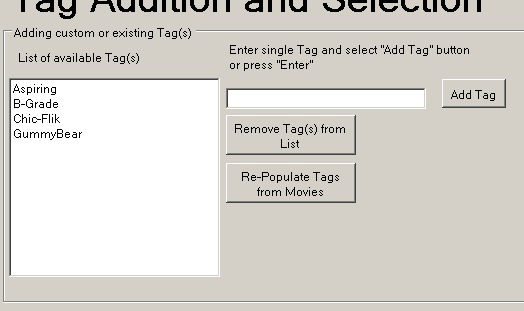 Tag Addition and Selection
Adding custom or existing Tag(s)
List of available Tag(s)
Enter single Tag and select "Add Tag" button
or press "Enter"
Aspiring
B-Grade
Chic-Flik
GummyBear
Add Tag
Remove Tag(s) from
List
Re-Populate Tags
from Movies